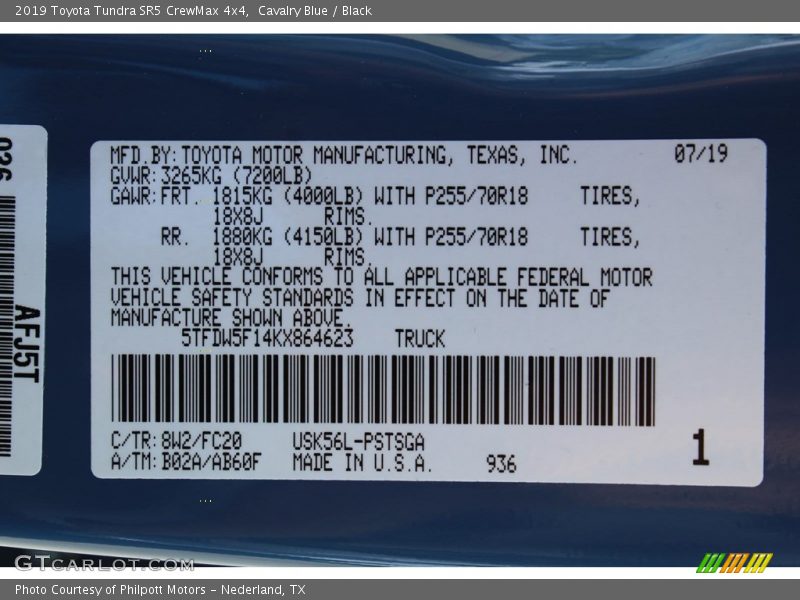 2019 Toyota Tundra SR5 CrewMax 4x4, Cavalry Blue / Black
036
AFJ5T
MFD.BY:TOYOTA MOTOR MANUFACTURING, TEXAS, INC. 07/19
GVWR:3265KG (7200LB)
GAWR:FRT. 1815KG (4000LB) WITH P255/70R18 TIRES,
18X8J RIMS.
RR. 1880KG (4150LB) WITH P255/70R18 TIRES,
18X8J RIMS.
THIS VEHICLE CONFORMS TO ALL APPLICABLE FEDERAL MOTOR
VEHICLE SAFETY STANDARDS IN EFFECT ON THE DATE OF
MANUFACTURE SHOWN ABOVE.
5TFDW5F14KX864623 TRUCK
C/TR:8W2/FC20 USK56L-PSTSGA
A/TM:B02A/AB60F MADE IN U.S.A. 936
1
GTcarlot.com
Photo Courtesy of Philpott Motors - Nederland, TX